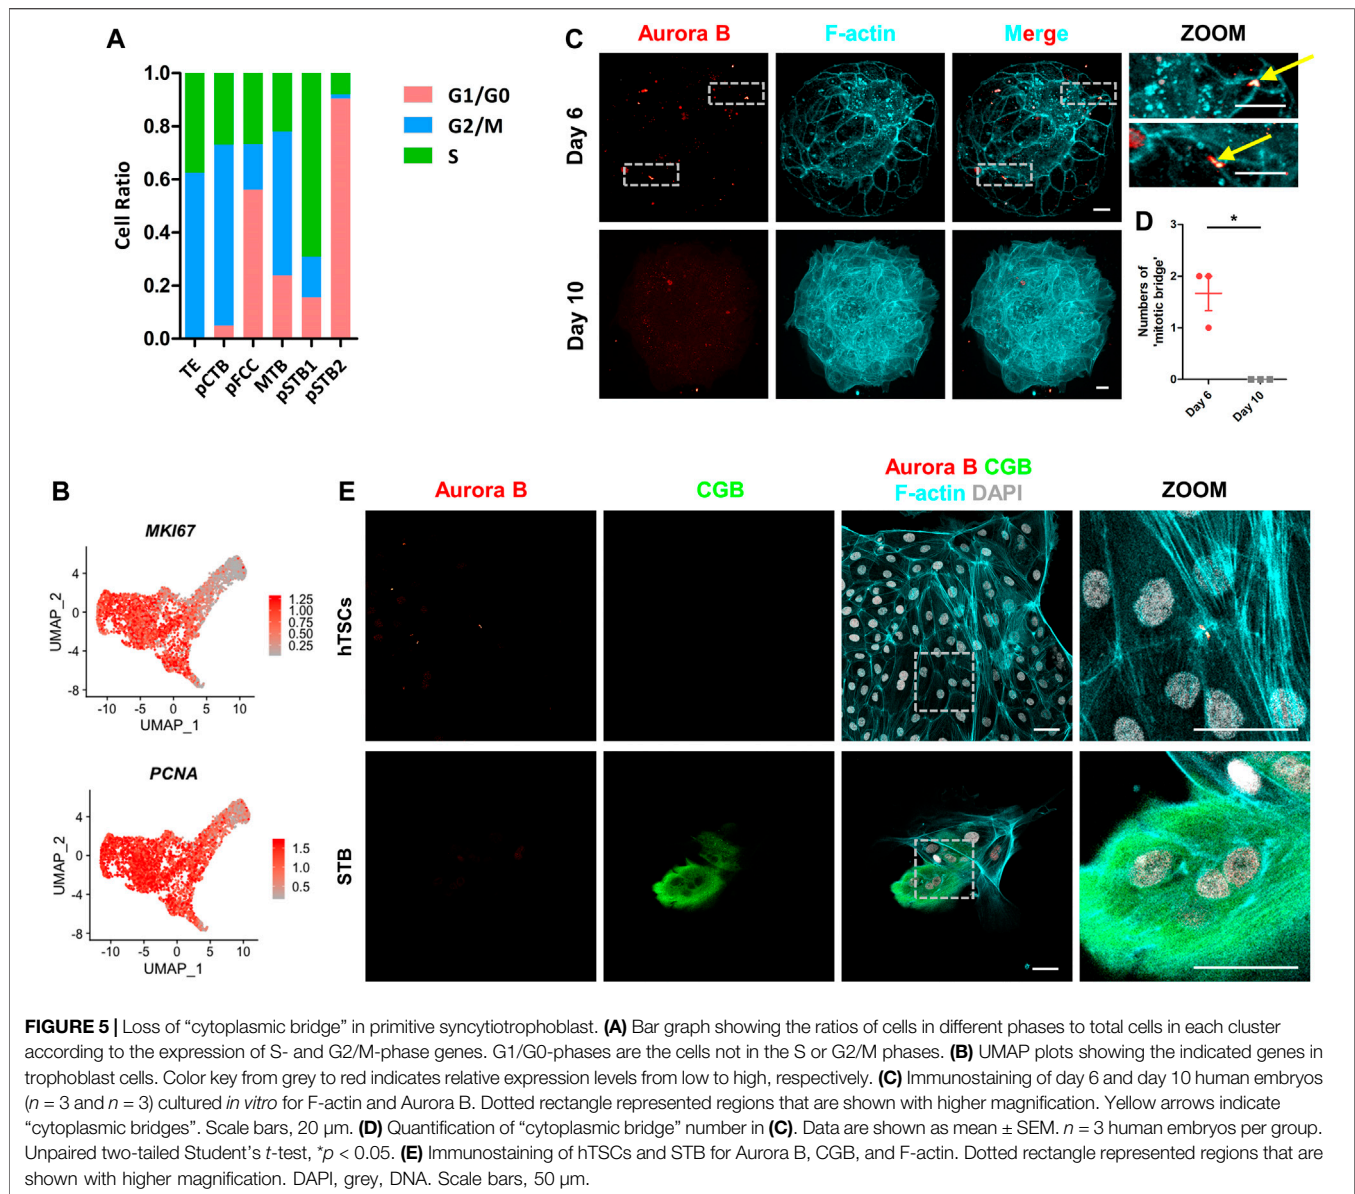 A
1.0
0.8
0.6
0.4
0.2
0.0
Cell Ratio
TE
pCTB
pFCC
MTB
pSTB1
pSTB2
G1/G0
G2/M
S
C
Aurora B
F-actin
Merge
ZOOM
Day 6
Day 10
D
*
3
2
1
0
Numbers of
'mitotic bridge'
Day 6
Day 10
B
MKI67
4
0
-4
-8
UMAP_2
-10
-5
0
5
10
UMAP_1
1.25
1.00
0.75
0.50
0.25
PCNA
4
0
-4
-8
UMAP_2
-10
-5
0
5
10
UMAP_1
1.5
1.0
0.5
E
Aurora B
CGB
Aurora B CGB
F-actin DAPI
ZOOM
hTSCs
STB
FIGURE 5 | Loss of “cytoplasmic bridge” in primitive syncytiotrophoblast. (A) Bar graph showing the ratios of cells in different phases to total cells in each cluster
according to the expression of S- and G2/M-phase genes. G1/G0-phases are the cells not in the S or G2/M phases. (B) UMAP plots showing the indicated genes in
trophoblast cells. Color key from grey to red indicates relative expression levels from low to high, respectively. (C) Immunostaining of day 6 and day 10 human embryos
(n = 3 and n = 3) cultured in vitro for F-actin and Aurora B. Dotted rectangle represented regions that are shown with higher magnification. Yellow arrows indicate
“cytoplasmic bridges”. Scale bars, 20 μm. (D) Quantification of “cytoplasmic bridge” number in (C). Data are shown as mean ± SEM. n = 3 human embryos per group.
Unpaired two-tailed Student’s t-test, *p < 0.05. (E) Immunostaining of hTSCs and STB for Aurora B, CGB, and F-actin. Dotted rectangle represented regions that are
shown with higher magnification. DAPI, grey, DNA. Scale bars, 50 μm.